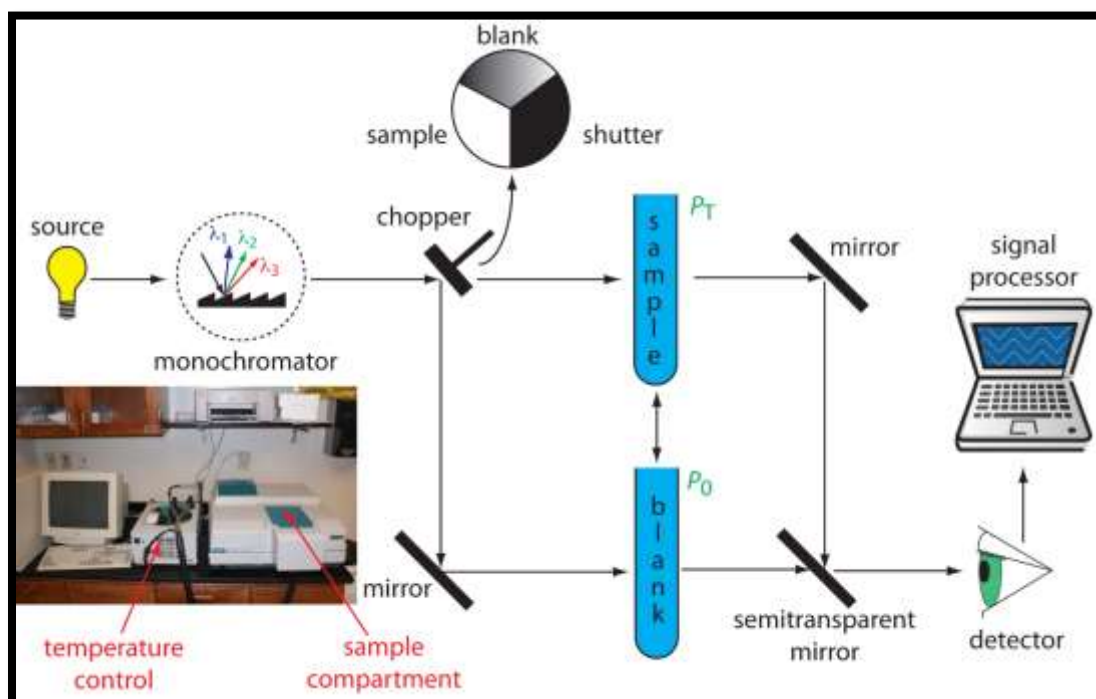 blank
sample
shutter
chopper
source
λ1
λ2
λ3
monochromator
sample
PT
mirror
signal
processor
mirror
blank
P0
semitransparent
mirror
detector
temperature
control
sample
compartment